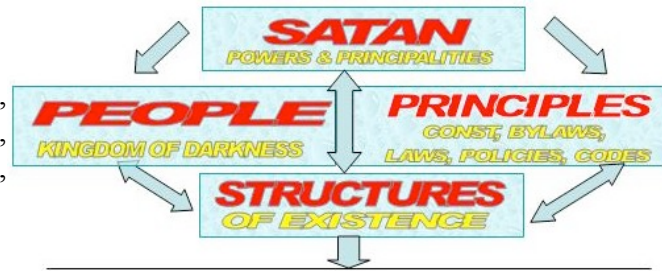 SATAN
POWERS & PRINCIPALITIES
PEOPLE
KINGDOM OF DARKNESS
PRINCIPLES
CONST, BYLAWS,
LAWS, POLICIES, CODES
STRUCTURES
OF EXISTENCE
,
,
,